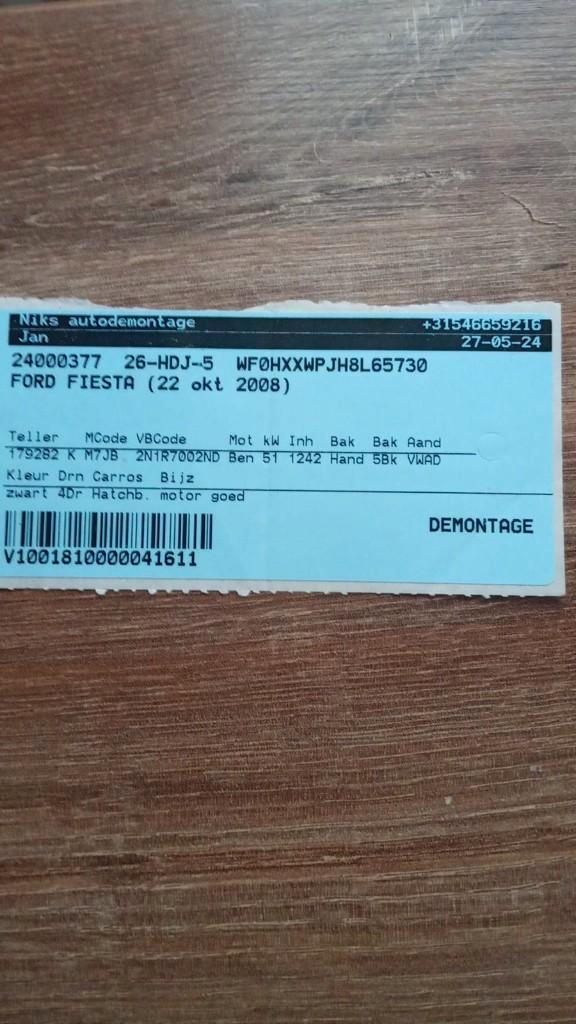 Niks autodemontage +31546659216
Jan 27-05-24
24000377 26-HDJ-5 WF0HXXWPJH8L65730
FORD FIESTA (22 okt 2008)
Teller MCode VBCode Mot kW Inh Bak Bak Aand
179282 K M7JB. 2N1R7002ND Ben 51 1242 Hand 5Bk VWAD
Kleur Drn Carros Bijz
zwart 4Dr Hatchb. motor goed
DEMONTAGE
V1001810000041611